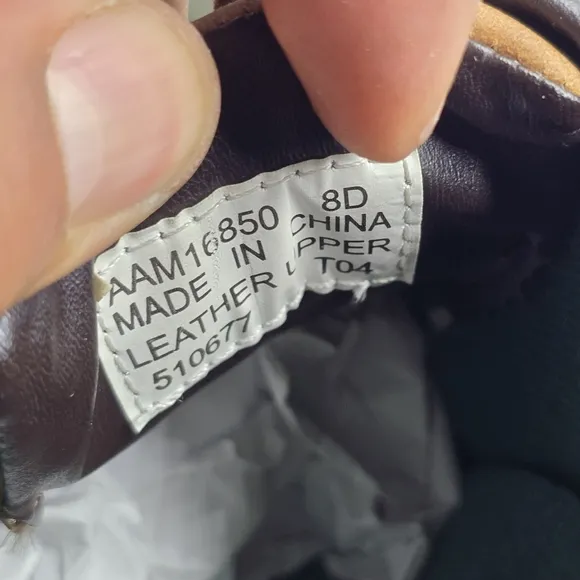 AAM16850 8D
MADE IN CHINA
LEATHER UPPER
510677 T04